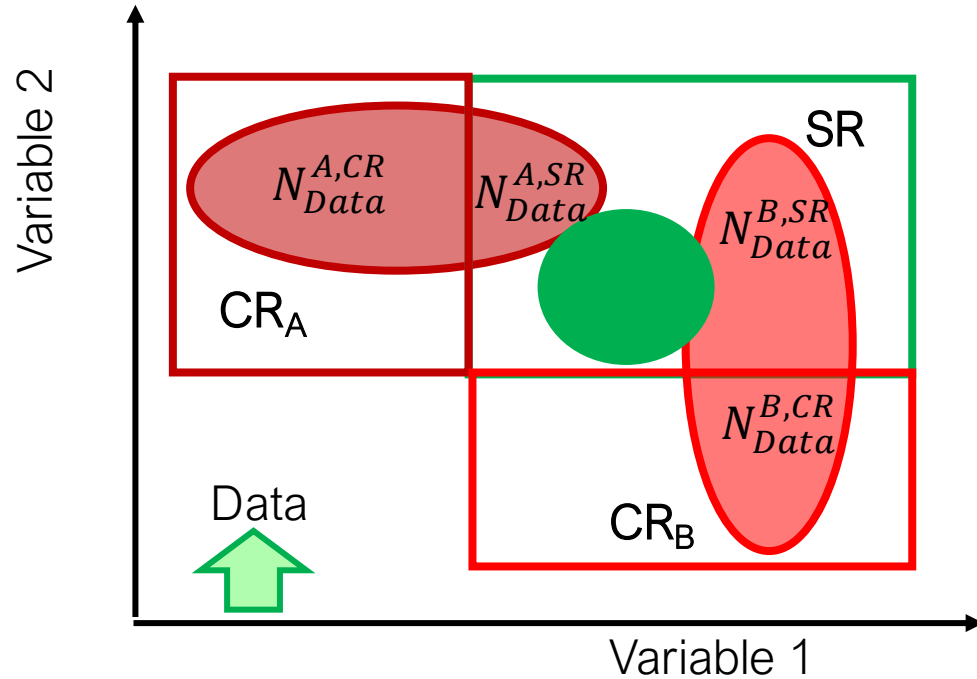 Variable 2
SR
N_{Data}^{A,CR}
N_{Data}^{A,SR}
N_{Data}^{B,SR}
CR_A
N_{Data}^{B,CR}
Data
CR_B
Variable 1